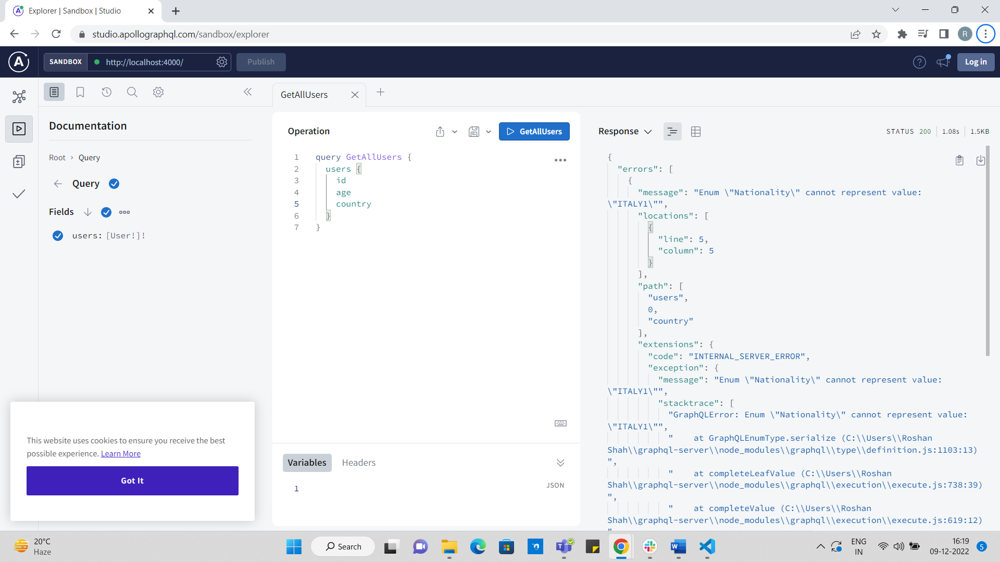 Explorer | Sandbox | Studio
studio.apollographql.com/sandbox/explorer
R
SANDBOX http://localhost:4000/ Publish
Log in
GetAllUsers
Documentation
Root › Query
Query
Fields
users: [User!]!
Operation
GetAllUsers
1 query GetAllUsers {
2 users {
3 id
4 age
5 country
6 }
7 }
Variables Headers
JSON
1
Response STATUS 200 1.08s 1.5KB
{
"errors": [
{
"message": "Enum \"Nationality\" cannot represent value:
\"ITALY1\"",
"locations": [
{
"line": 5,
"column": 5
}
],
"path": [
"users",
0,
"country"
],
"extensions": {
"code": "INTERNAL_SERVER_ERROR",
"exception": {
"message": "Enum \"Nationality\" cannot represent value:
\"ITALY1\"",
"stacktrace": [
"GraphQLError: Enum \"Nationality\" cannot represent value:
\"ITALY1\"",
"    at GraphQLEnumType.serialize (C:\\Users\\Roshan
Shah\\graphql-server\\node_modules\\graphql\\type\\definition.js:1103:13)
",
"    at completeLeafValue (C:\\Users\\Roshan
Shah\\graphql-server\\node_modules\\graphql\\execution\\execute.js:738:39)
",
"    at completeValue (C:\\Users\\Roshan
Shah\\graphql-server\\node_modules\\graphql\\execution\\execute.js:619:12)
"
This website uses cookies to ensure you receive the best
possible experience. Learn More
Got It
20°C
Haze
Search
ENG
IN
16:19
09-12-2022
5